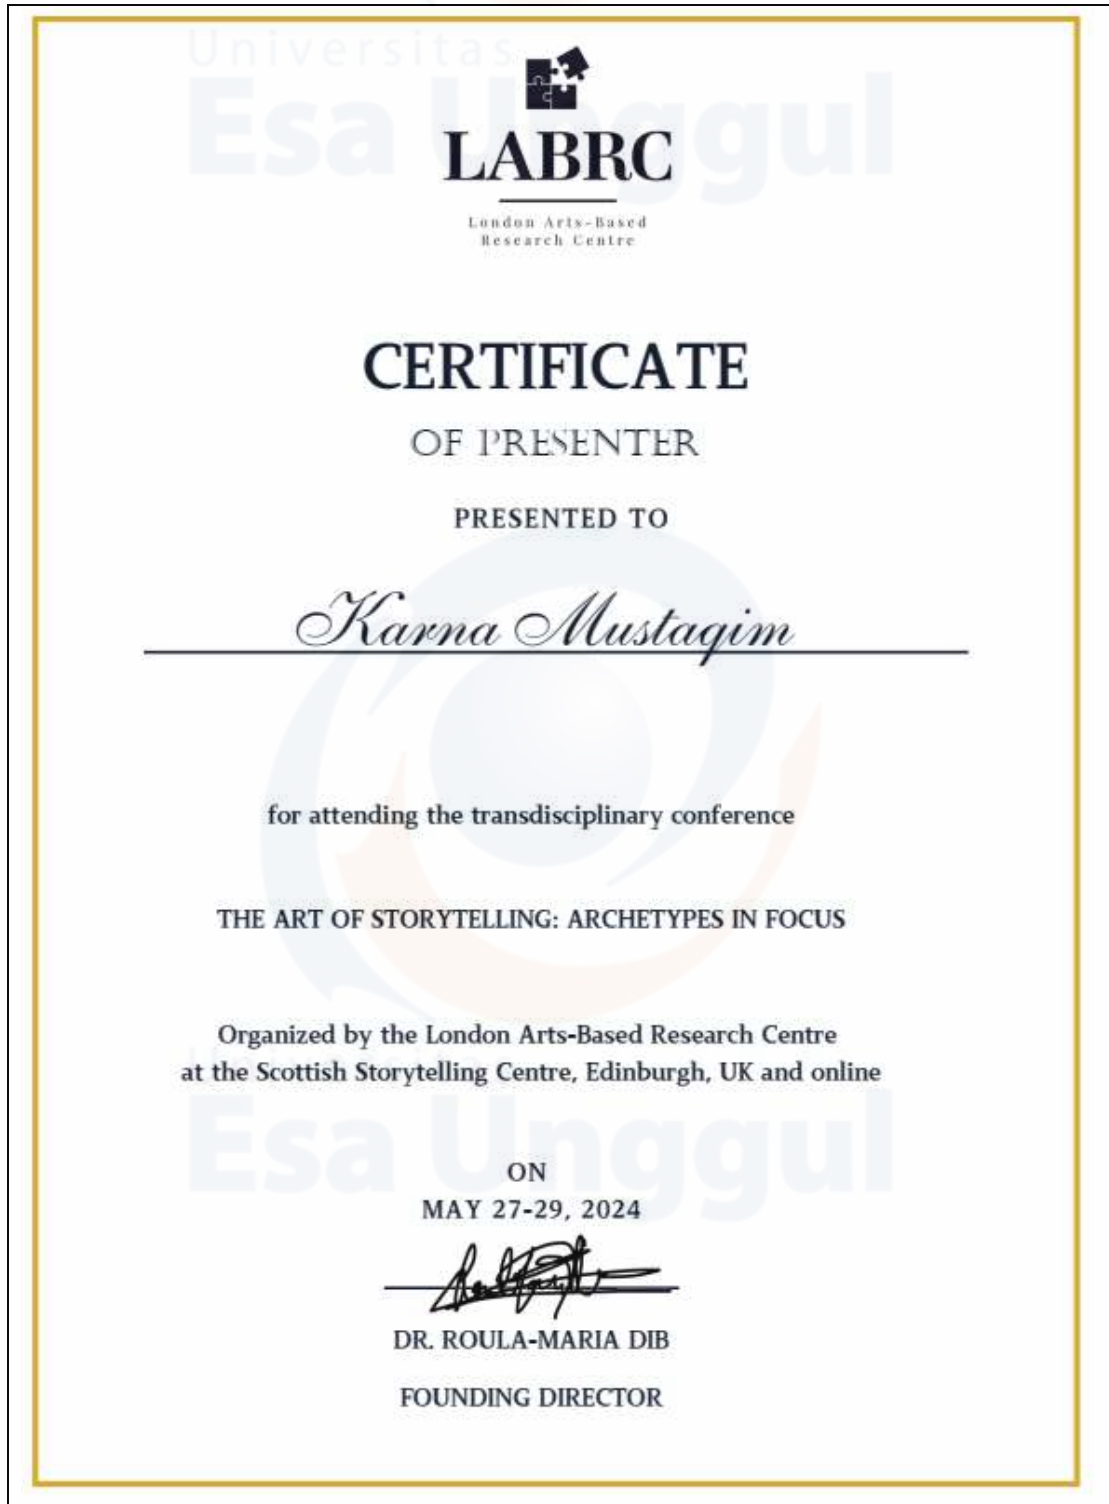 Universitas
Esa Unggul
LABRC
London Arts-Based
Research Centre
CERTIFICATE
OF PRESENTER
PRESENTED TO
Karna Mustaqim
for attending the transdisciplinary conference
THE ART OF STORYTELLING: ARCHETYPES IN FOCUS
Organized by the London Arts-Based Research Centre
at the Scottish Storytelling Centre, Edinburgh, UK and online
Universitas
Esa Unggul
ON
MAY 27-29, 2024
DR. ROULA-MARIA DIB
FOUNDING DIRECTOR